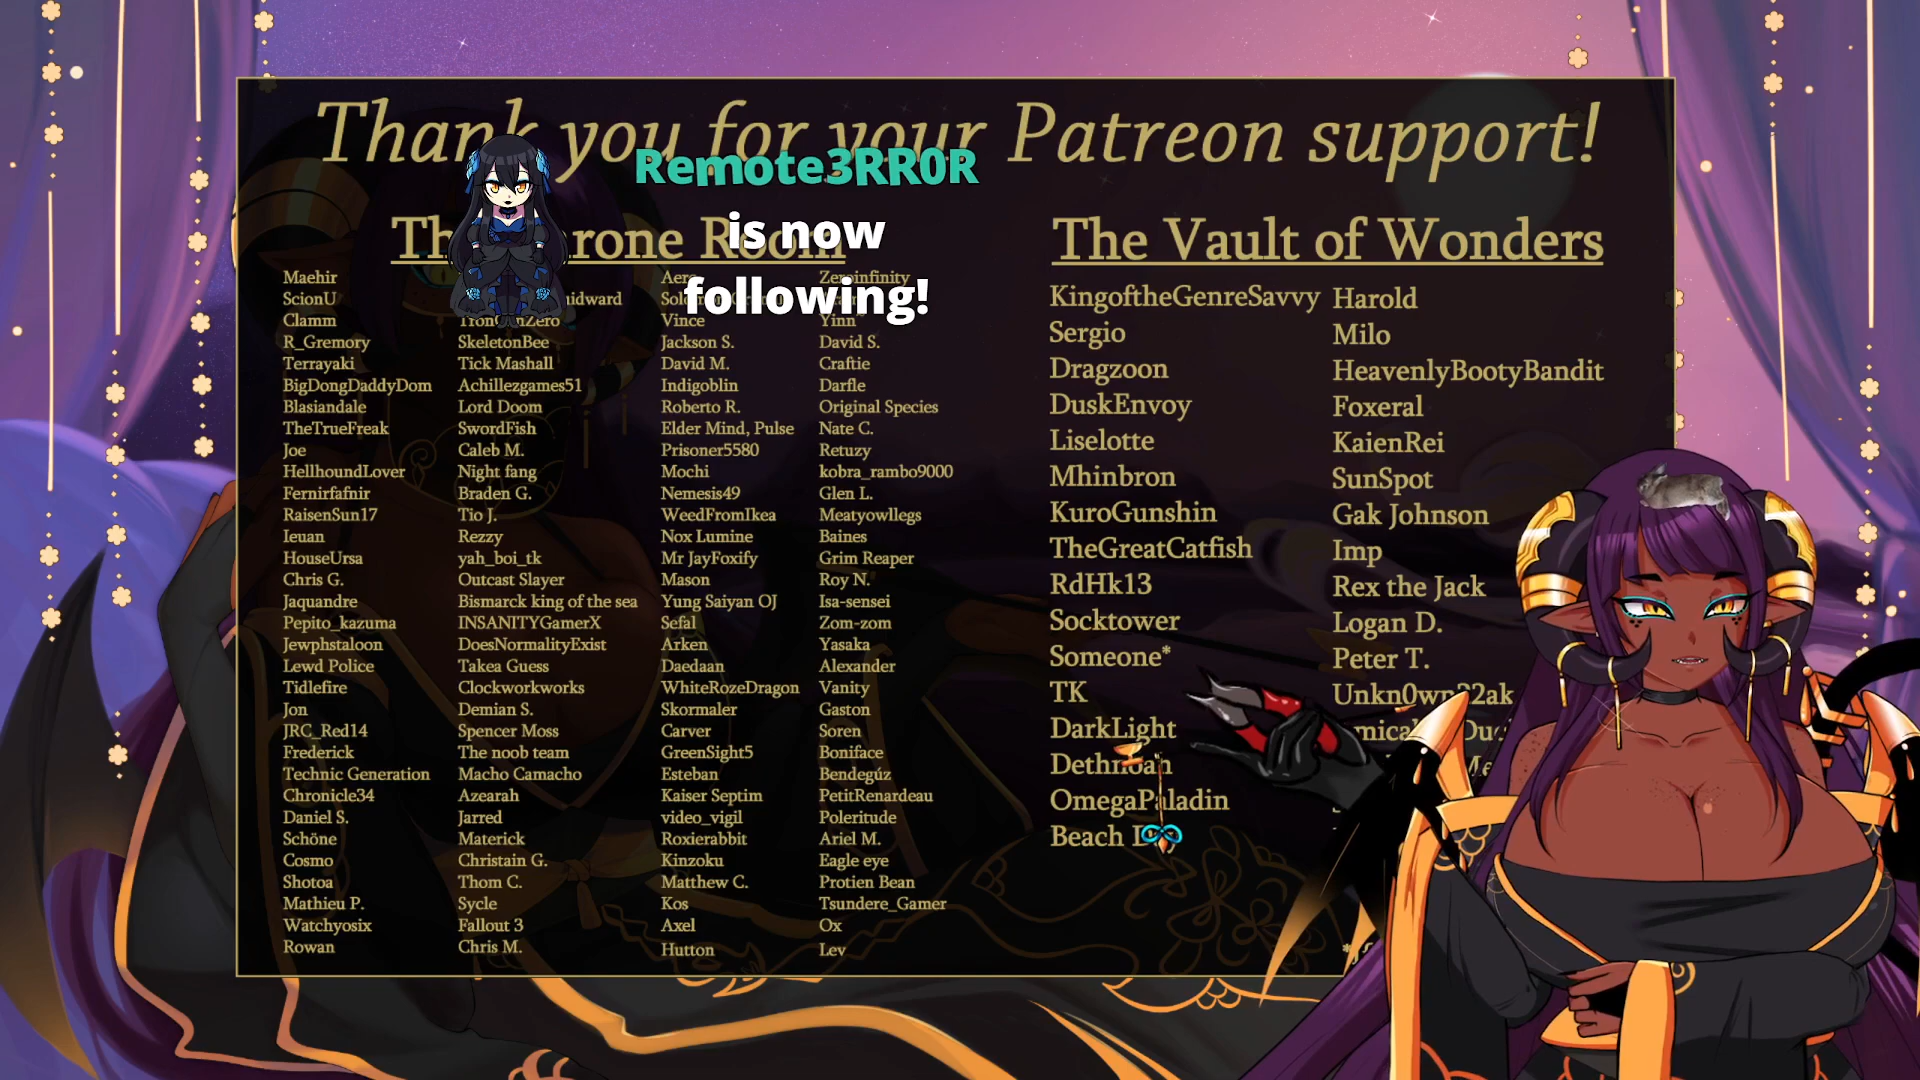 Thank you for your Patreon support!
Remote3RR0R
is now
following!
Room
Maehir
ScionU
Clamm
R_Gremory
Terrayaki
BigDongDaddyDom
Blasiandale
TheTrueFreak
Joe
HellhoundLover
Fernirfafnir
RaisenSun17
Ieuan
HouseUrsa
Chris G.
Jaquandre
Pepito_kazuma
Jewphstaloon
Lewd Police
Tidlefire
Jon
JRC_Red14
Frederick
Technic Generation
Chronicle34
Daniel S.
Schöne
Cosmo
Shotoa
Mathieu P.
Watchyosix
Rowan
SkeletonBee
Tick Mashall
Achillezgames51
Lord Doom
SwordFish
Caleb M.
Night fang
Braden G.
Tio J.
Rezzy
yah_boi_tk
Outcast Slayer
Bismarck king of the sea
INSANITYGamerX
DoesNormalityExist
Takea Guess
Clockworkworks
Demian S.
Spencer Moss
The noob team
Macho Camacho
Azearah
Jarred
Materick
Christain G.
Thom C.
Sycle
Fallout 3
Chris M.
Vince
Jackson S.
David M.
Indigoblin
Roberto R.
Elder Mind, Pulse
Prisoner5580
Mochi
Nemesis49
WeedFromIkea
Nox Lumine
Mr JayFoxify
Mason
Yung Saiyan OJ
Sefal
Arken
Daedaan
WhiteRozeDragon
Skormaler
Carver
GreenSight5
Esteban
Kaiser Septim
video_vigil
Roxierabbit
Kinzoku
Matthew C.
Kos
Axel
Hutton
Zeroinfinity
Yinn
David S.
Craftie
Darfle
Original Species
Nate C.
Retuzy
kobra_rambo9000
Glen L.
Meatyowllegs
Baines
Grim Reaper
Roy N.
Isa-sensei
Zom-zom
Yasaka
Alexander
Vanity
Gaston
Soren
Boniface
Bendegúz
PetitRenardeau
Poleritude
Ariel M.
Eagle eye
Protien Bean
Tsundere_Gamer
Ox
Lev
The Vault of Wonders
KingoftheGenreSavvy
Sergio
Dragzoon
DuskEnvoy
Liselotte
Mhinbron
KuroGunshin
TheGreatCatfish
RdHk13
Socktower
Someone*
TK
DarkLight
Dethnoah
OmegaPaladin
Beach
Harold
Milo
HeavenlyBootyBandit
Foxeral
KaienRei
SunSpot
Gak Johnson
Imp
Rex the Jack
Logan D.
Peter T.